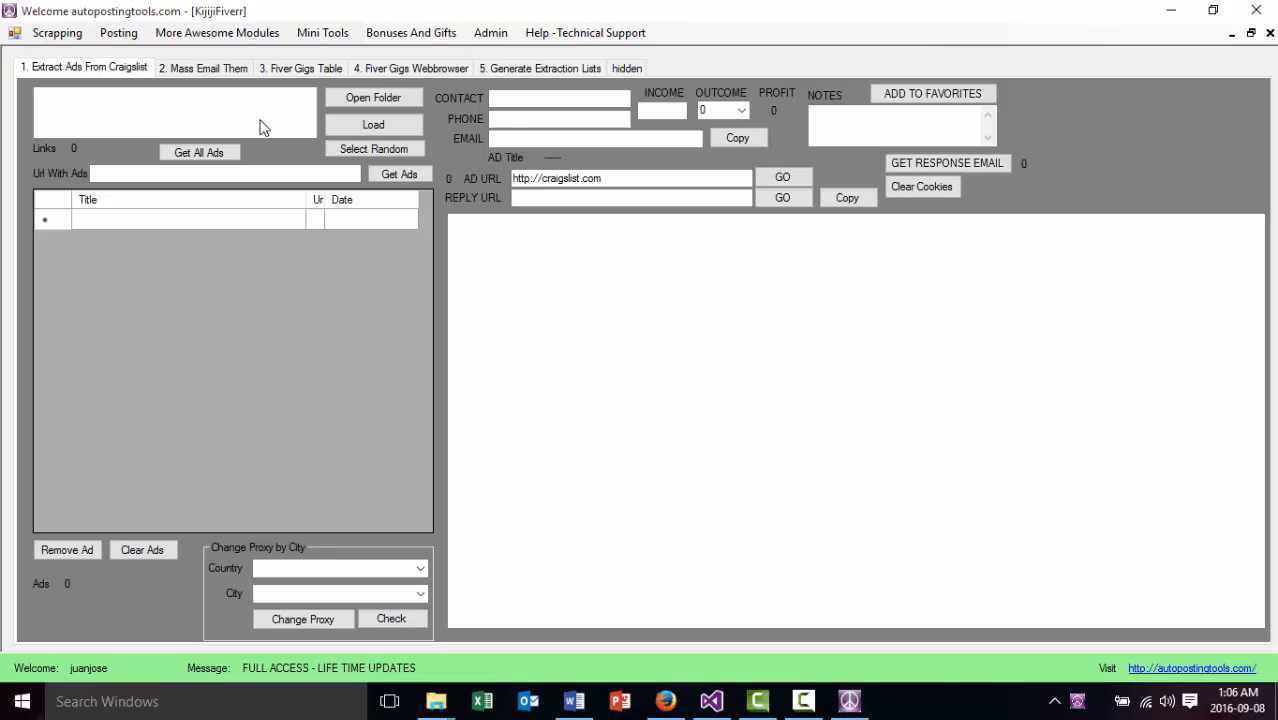 Welcome autopostingtools.com - [KijijiFiverr]
Scrapping Posting More Awesome Modules Mini Tools Bonuses And Gifts Admin Help -Technical Support
1. Extract Ads From Craigslist 2. Mass Email Them 3. Fiver Gigs Table 4. Fiver Gigs Webbrowser 5. Generate Extraction Lists hidden
Open Folder CONTACT INCOME OUTCOME PROFIT NOTES ADD TO FAVORITES
0 0
Load PHONE
Links 0 Get All Ads Select Random EMAIL Copy
AD Title ------ GET RESPONSE EMAIL 0
Url With Ads Get Ads 0 AD URL http://craigslist.com GO Clear Cookies
REPLY URL GO Copy
Title Ur Date
*
Remove Ad Clear Ads Change Proxy by City
Country
Ads 0
City
Change Proxy Check
Welcome: juanjose Message: FULL ACCESS - LIFE TIME UPDATES Visit http://autopostingtools.com/
Search Windows
1:06 AM
2016-09-08